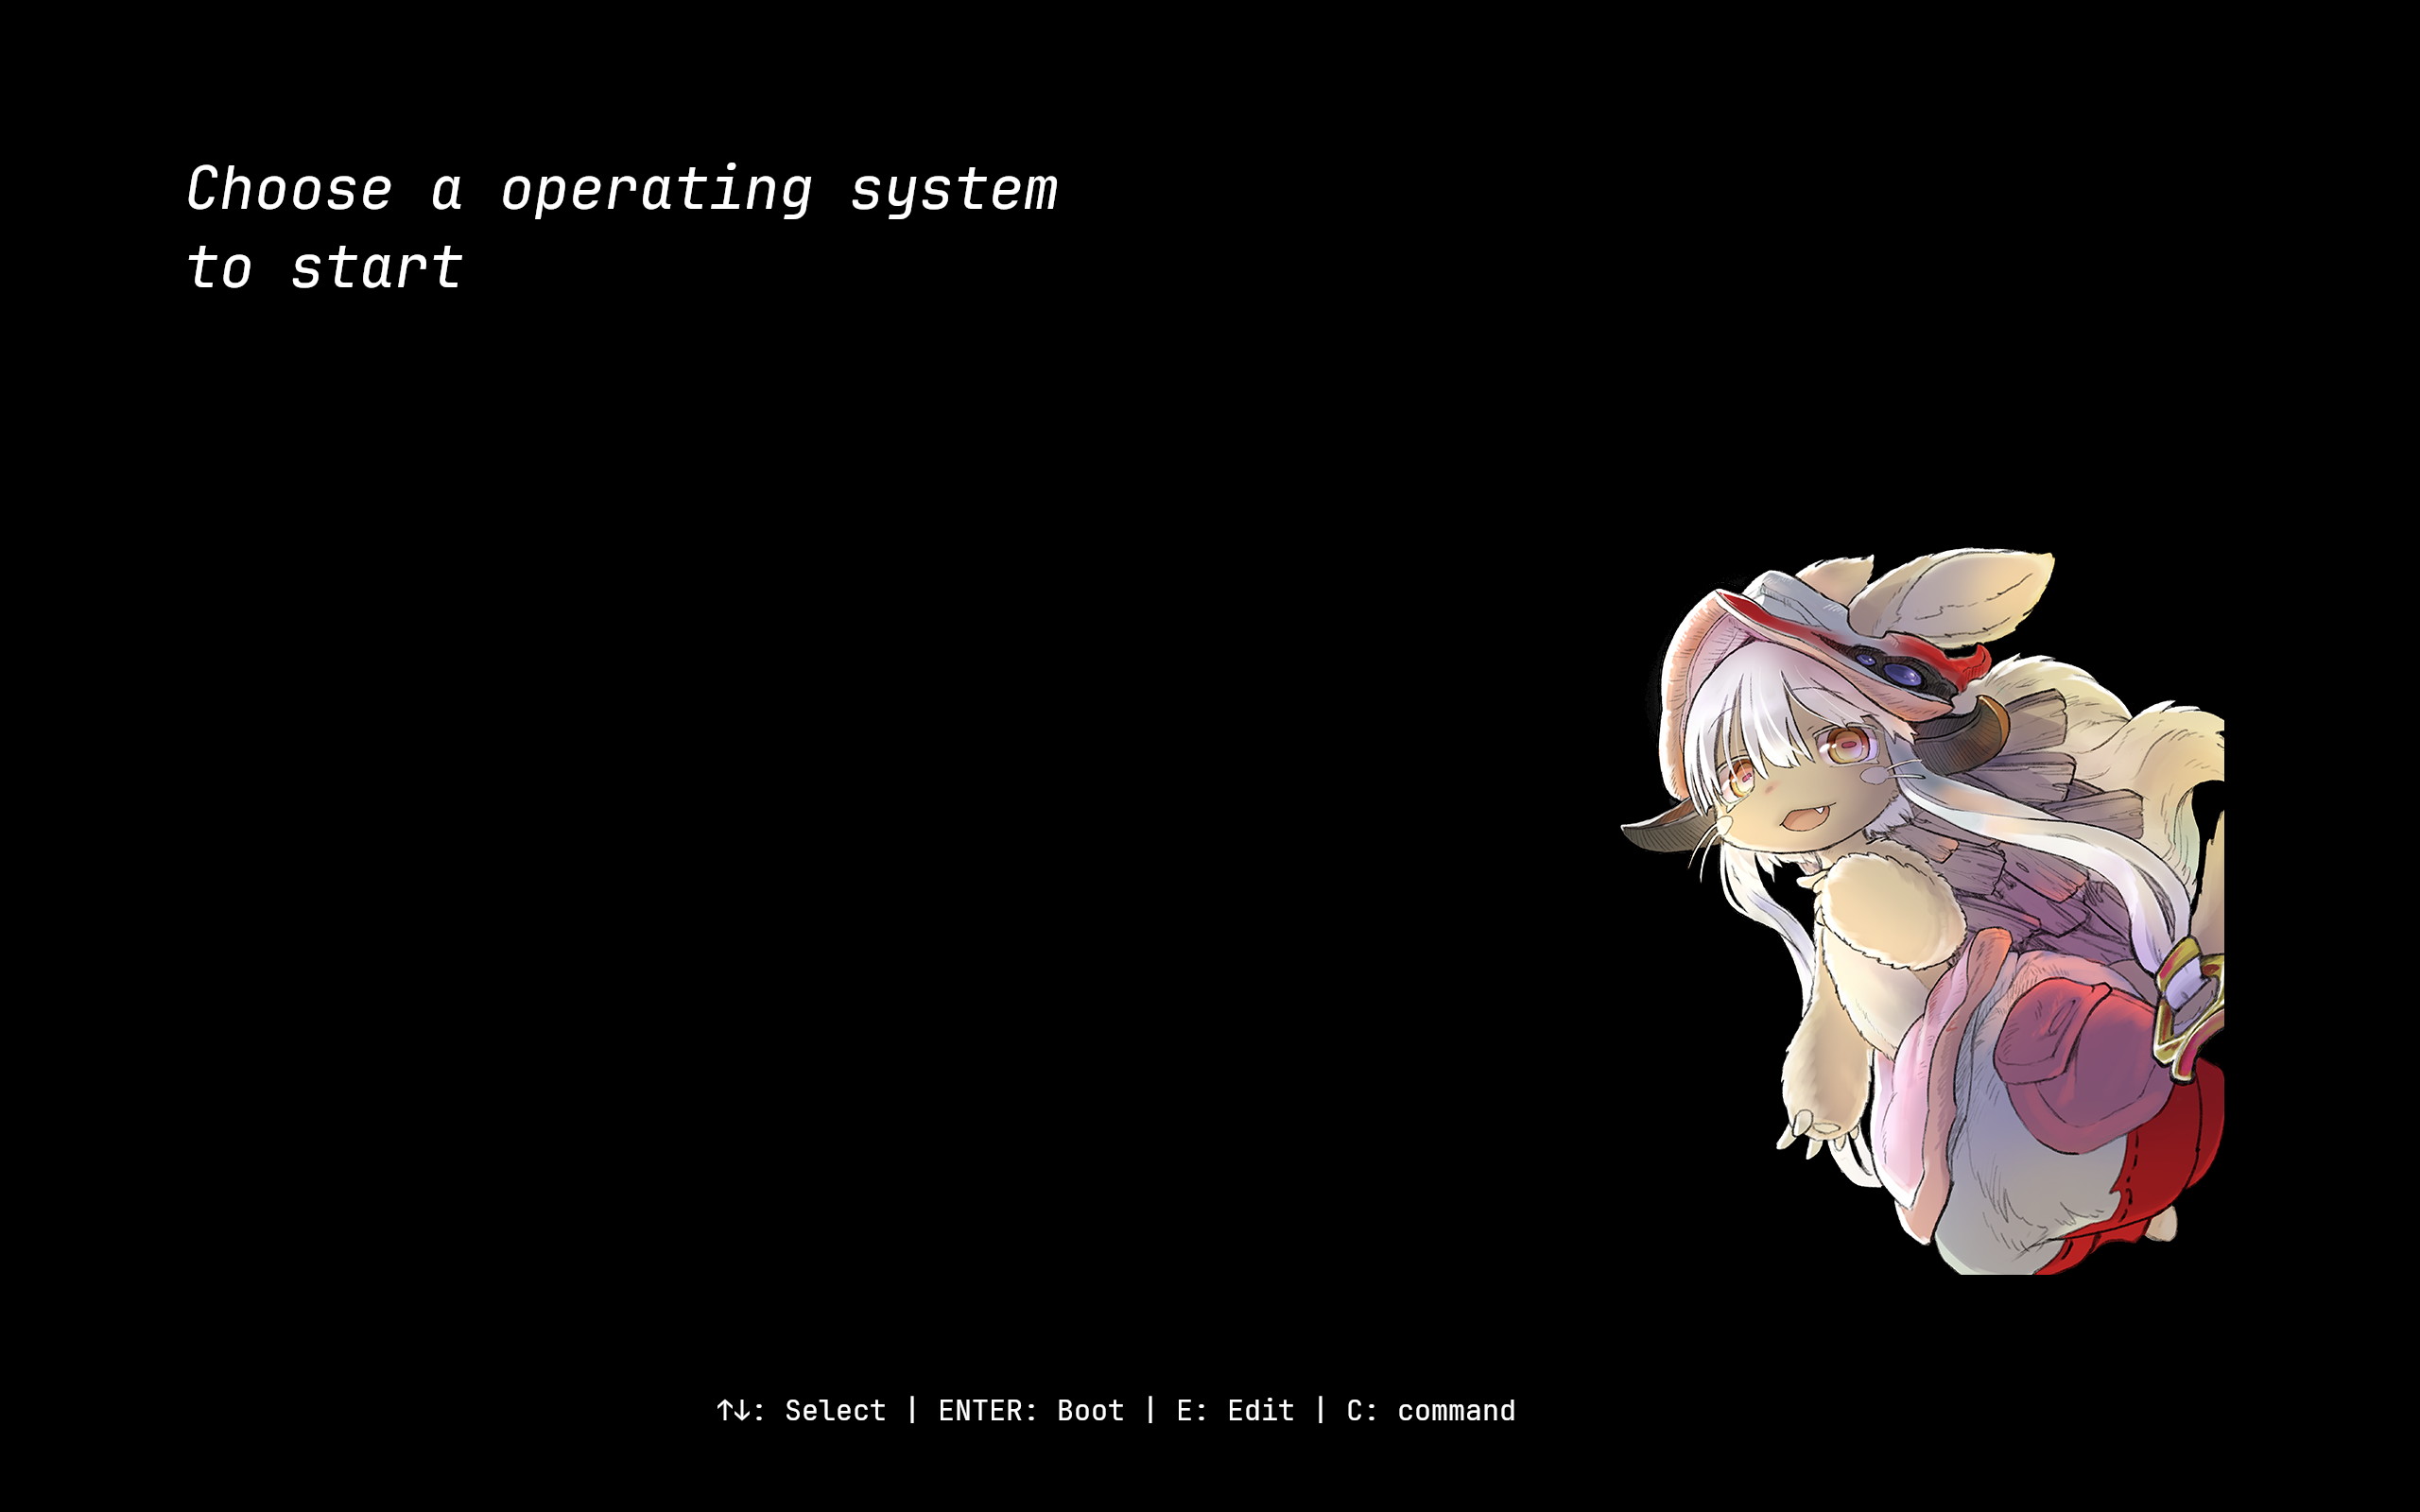 Choose a operating system
to start
↑↓: Select | ENTER: Boot | E: Edit | C: command